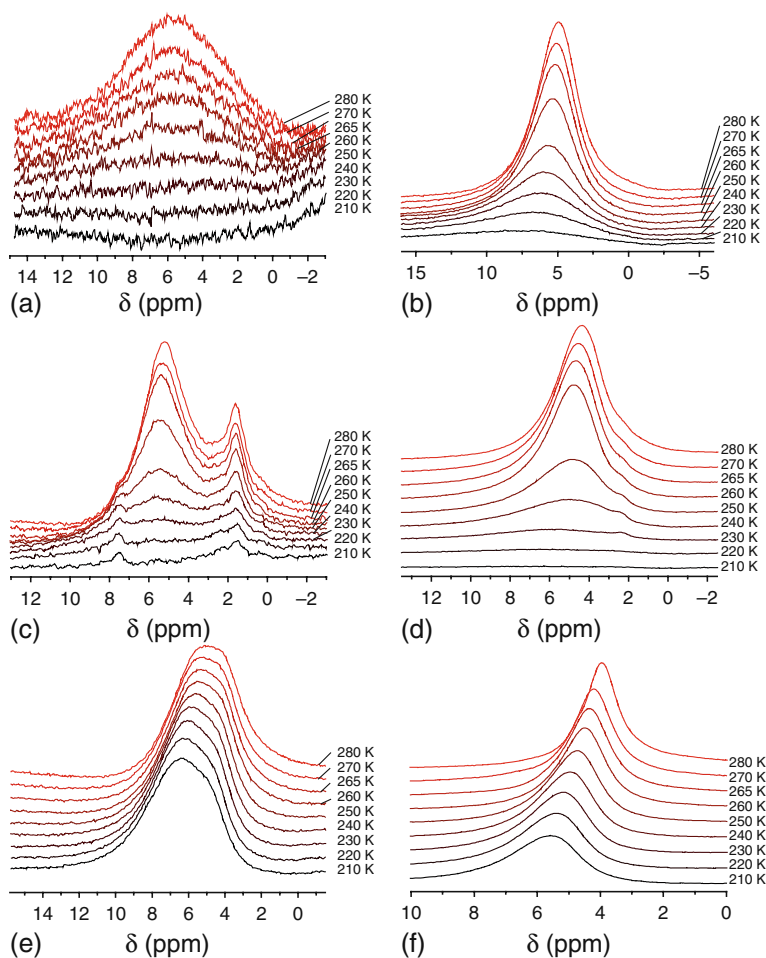 280 K
270 K
265 K
260 K
250 K
240 K
230 K
220 K
210 K
14 12 10 8 6 4 2 0 −2
(a) δ (ppm)
280 K
270 K
265 K
260 K
250 K
240 K
230 K
220 K
210 K
15 10 5 0 −5
(b) δ (ppm)
280 K
270 K
265 K
260 K
250 K
240 K
230 K
220 K
210 K
12 10 8 6 4 2 0 −2
(c) δ (ppm)
280 K
270 K
265 K
260 K
250 K
240 K
230 K
220 K
210 K
12 10 8 6 4 2 0 −2
(d) δ (ppm)
280 K
270 K
265 K
260 K
250 K
240 K
230 K
220 K
210 K
14 12 10 8 6 4 2 0
(e) δ (ppm)
280 K
270 K
265 K
260 K
250 K
240 K
230 K
220 K
210 K
10 8 6 4 2 0
(f) δ (ppm)